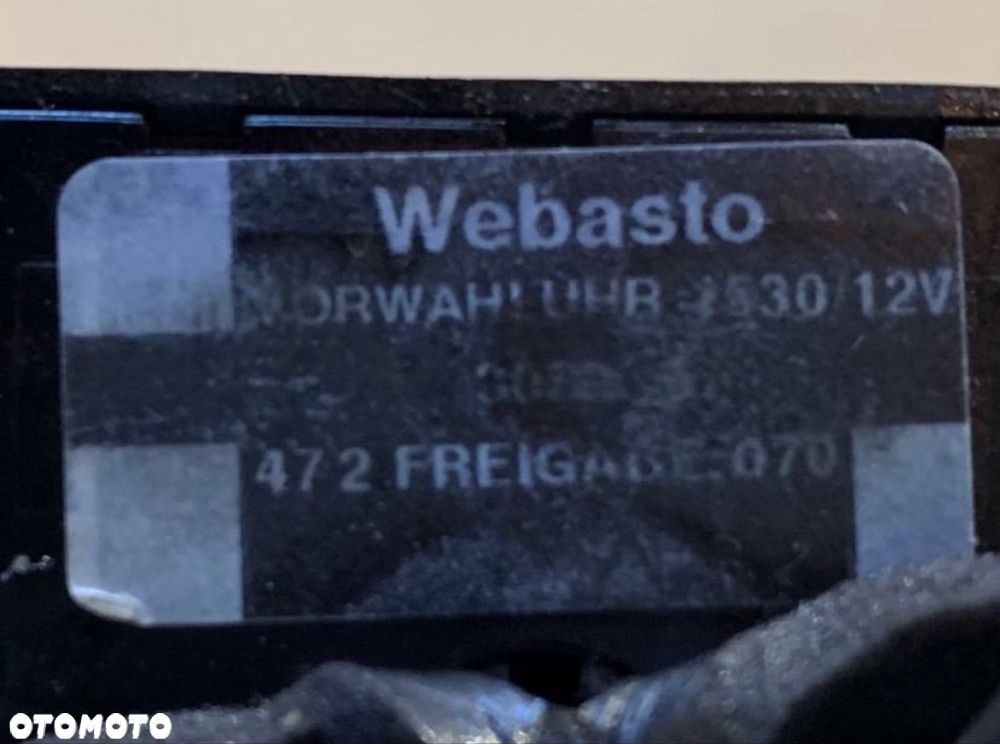 Webasto
VORWAHLUHR 1530/12V
472 FREIGABE:070
OTOMOTO